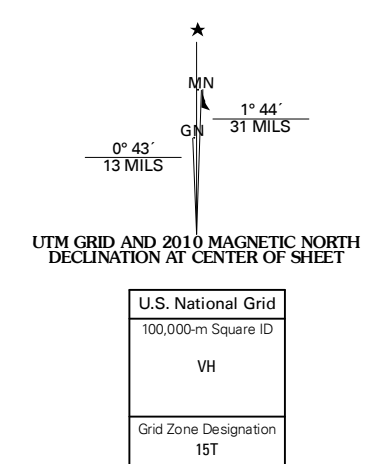 MN
1° 44´
31 MILS
GN
0° 43´
13 MILS
UTM GRID AND 2010 MAGNETIC NORTH
DECLINATION AT CENTER OF SHEET
U.S. National Grid
100,000-m Square ID
VH
Grid Zone Designation
15T